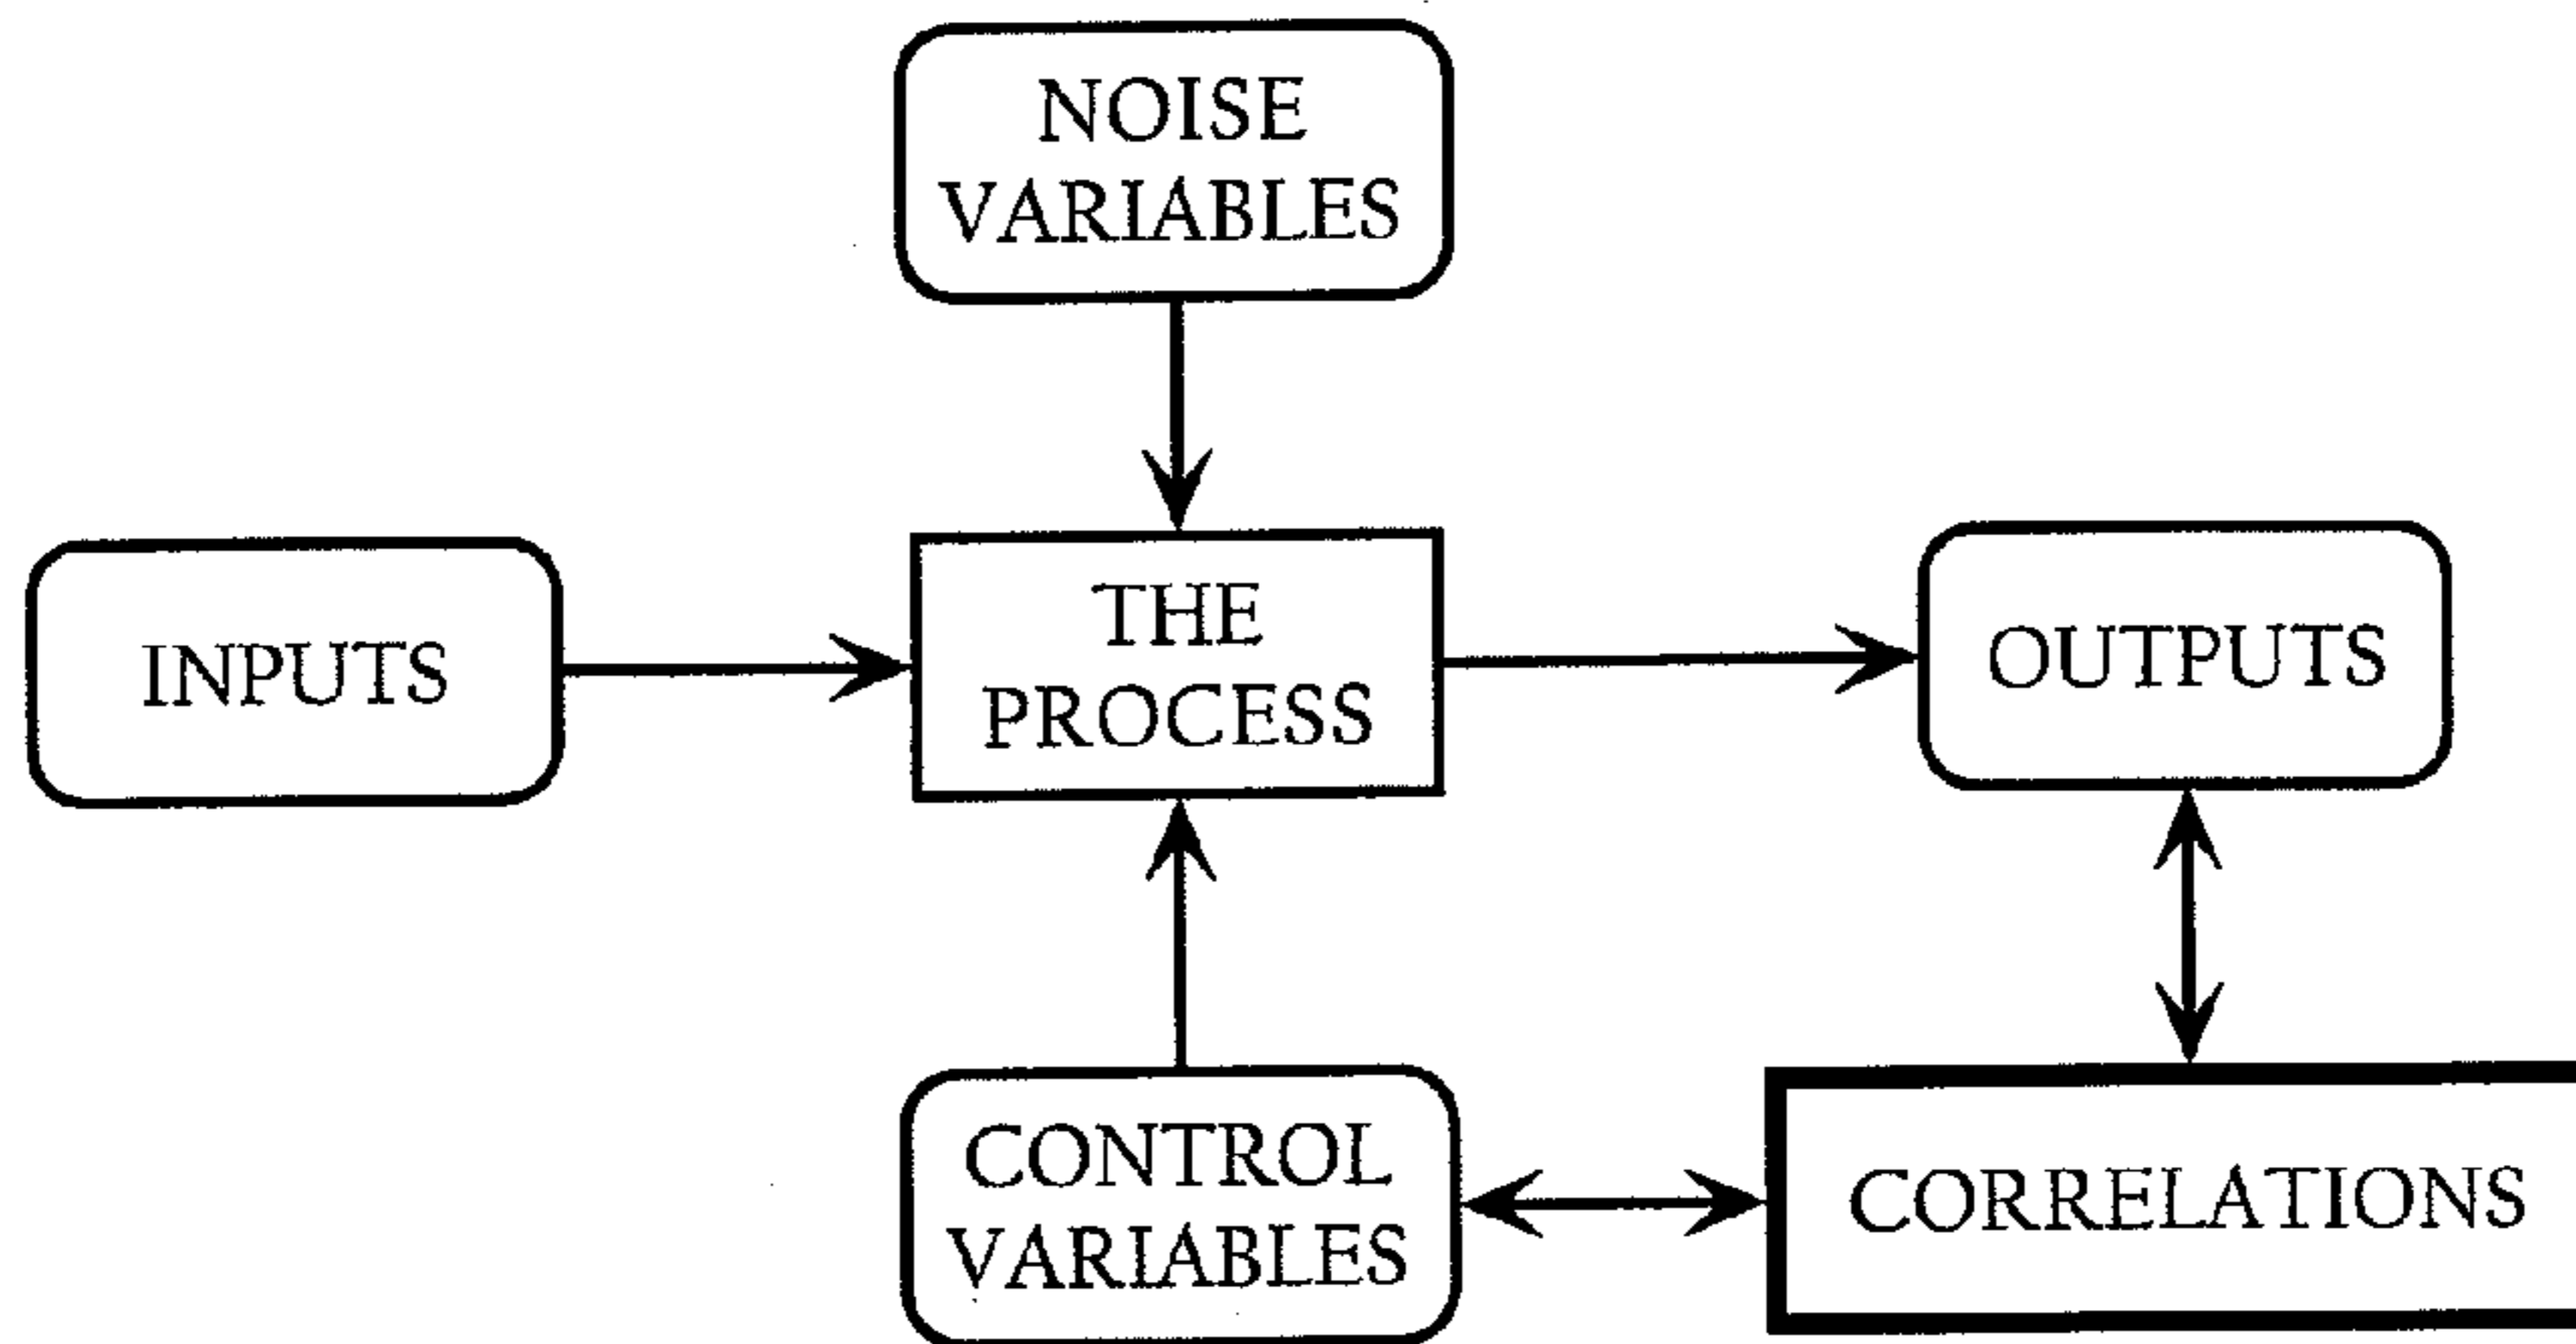 NOISE
VARIABLES
INPUTS
THE
PROCESS
OUTPUTS
CONTROL
VARIABLES
CORRELATIONS